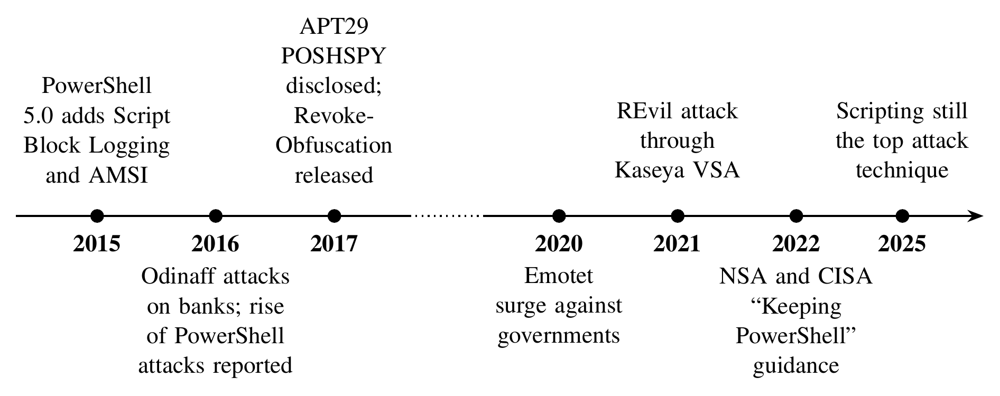 APT29
POSHSPY
disclosed;
Revoke-
Obfuscation
released
PowerShell
5.0 adds Script
Block Logging
and AMSI
REvil attack
through
Kaseya VSA
Scripting still
the top attack
technique
2015
2016
2017
2020
2021
2022
2025
Odinaff attacks
on banks; rise
of PowerShell
attacks reported
Emotet
surge against
governments
NSA and CISA
“Keeping
PowerShell”
guidance